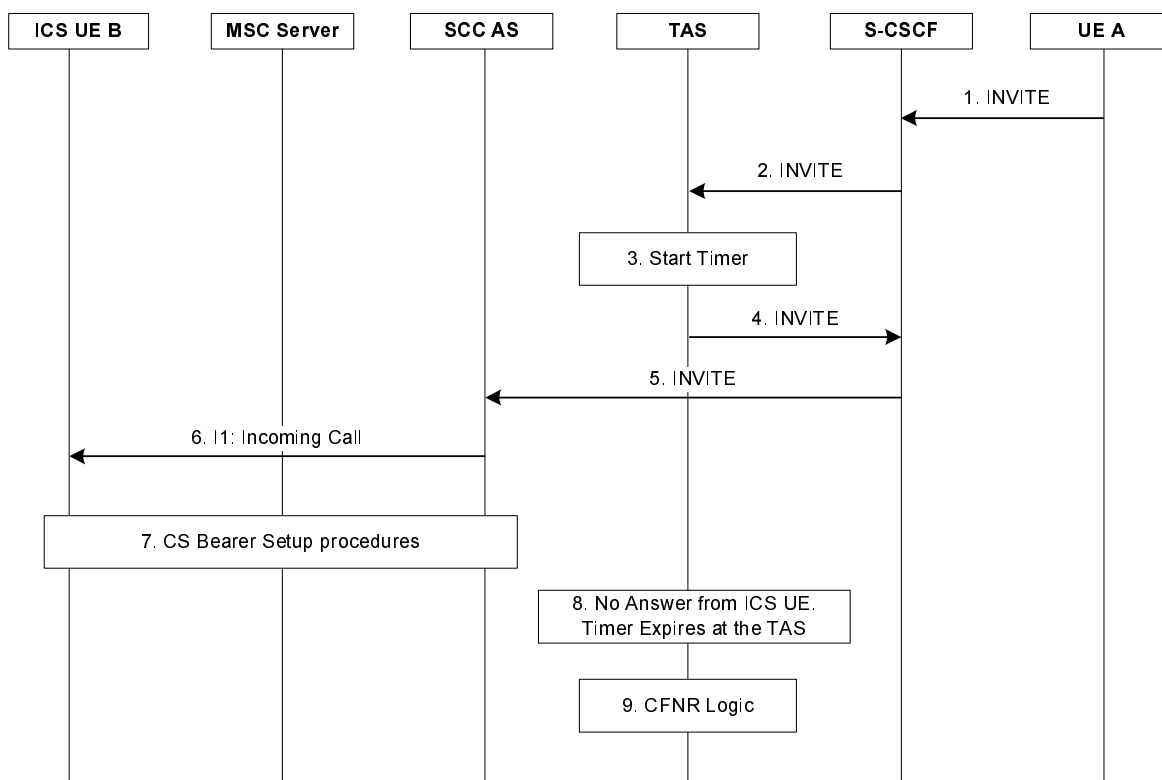 ICS UE B
MSC Server
SCC AS
TAS
S-CSCF
UE A
1. INVITE
2. INVITE
3. Start Timer
4. INVITE
5. INVITE
6. I1: Incoming Call
7. CS Bearer Setup procedures
8. No Answer from ICS UE.
Timer Expires at the TAS
9. CFNR Logic